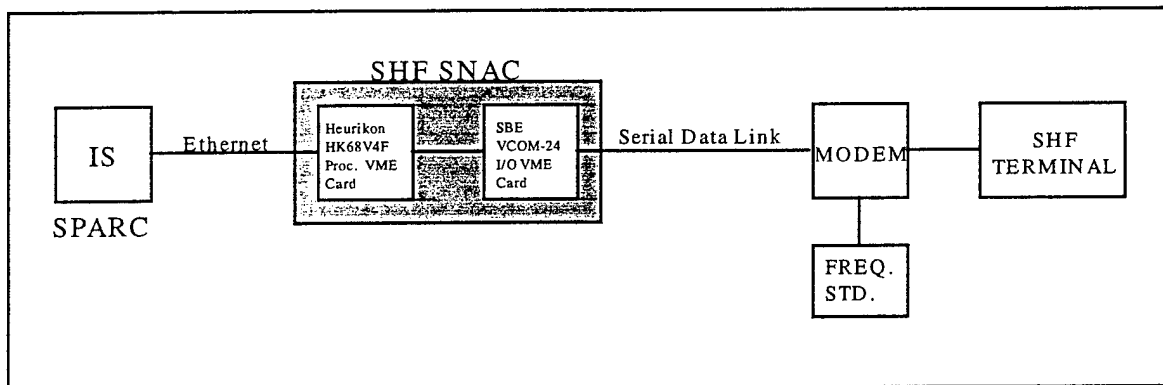 SHF SNAC
IS
SPARC
Ethernet
Heurikon
HK68V4F
Proc. VME
Card
SBE
VCOM-24
I/O VME
Card
Serial Data Link
MODEM
FREQ.
STD.
SHF
TERMINAL